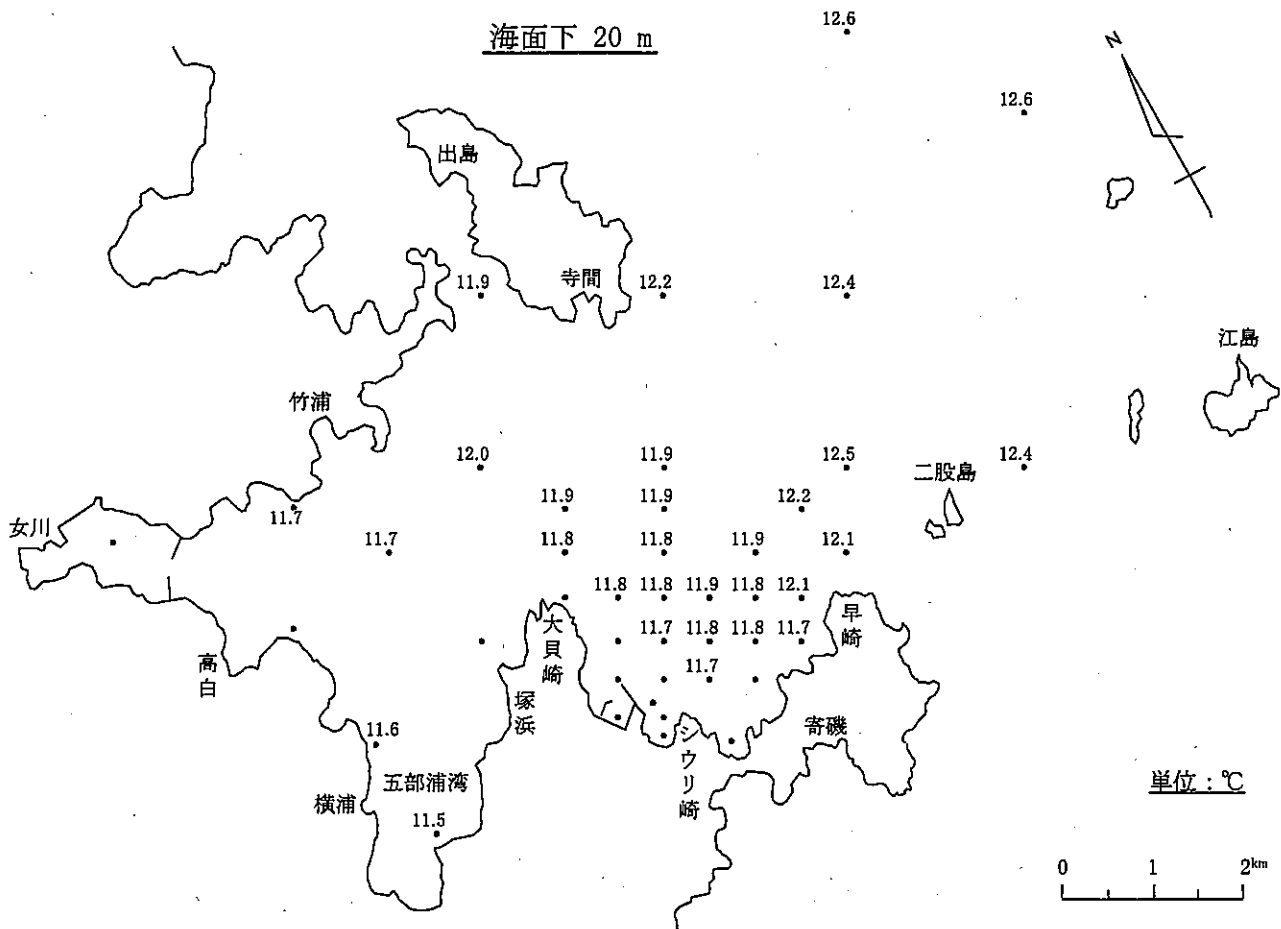 海面下 20 m
12.6
N
12.6
出島
寺間
11.9
12.2
12.4
江島
竹浦
12.0
11.9
12.5
12.4
二股島
11.9
11.9
12.2
女川
11.7
11.7
11.8
11.8
11.9
12.1
11.8
11.8
11.9
11.8
12.1
大貝崎
早崎
11.7
11.8
11.8
11.7
高白
11.7
塚浜
シウリ崎
寄磯
11.6
五部浦湾
横浦
11.5
単位：℃
0 1 2km